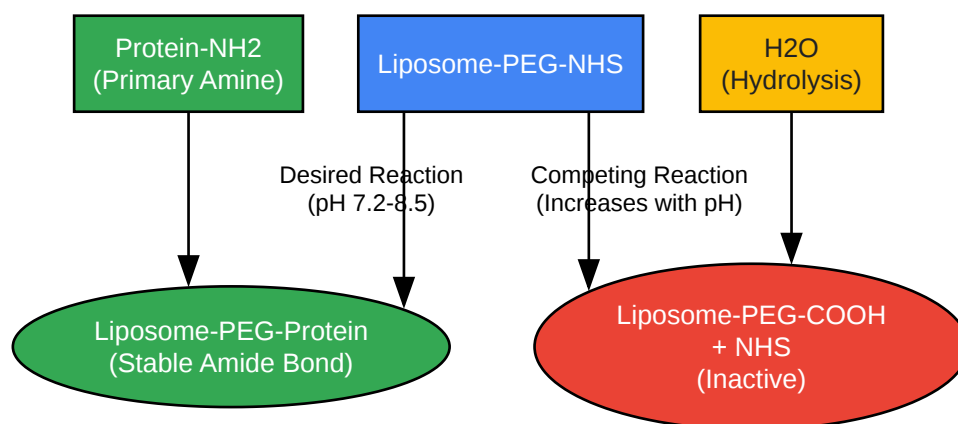 Protein-NH2
(Primary Amine)
Liposome-PEG-NHS
H2O
(Hydrolysis)
Desired Reaction
(pH 7.2-8.5)
Competing Reaction
(Increases with pH)
Liposome-PEG-Protein
(Stable Amide Bond)
Liposome-PEG-COOH
+ NHS
(Inactive)